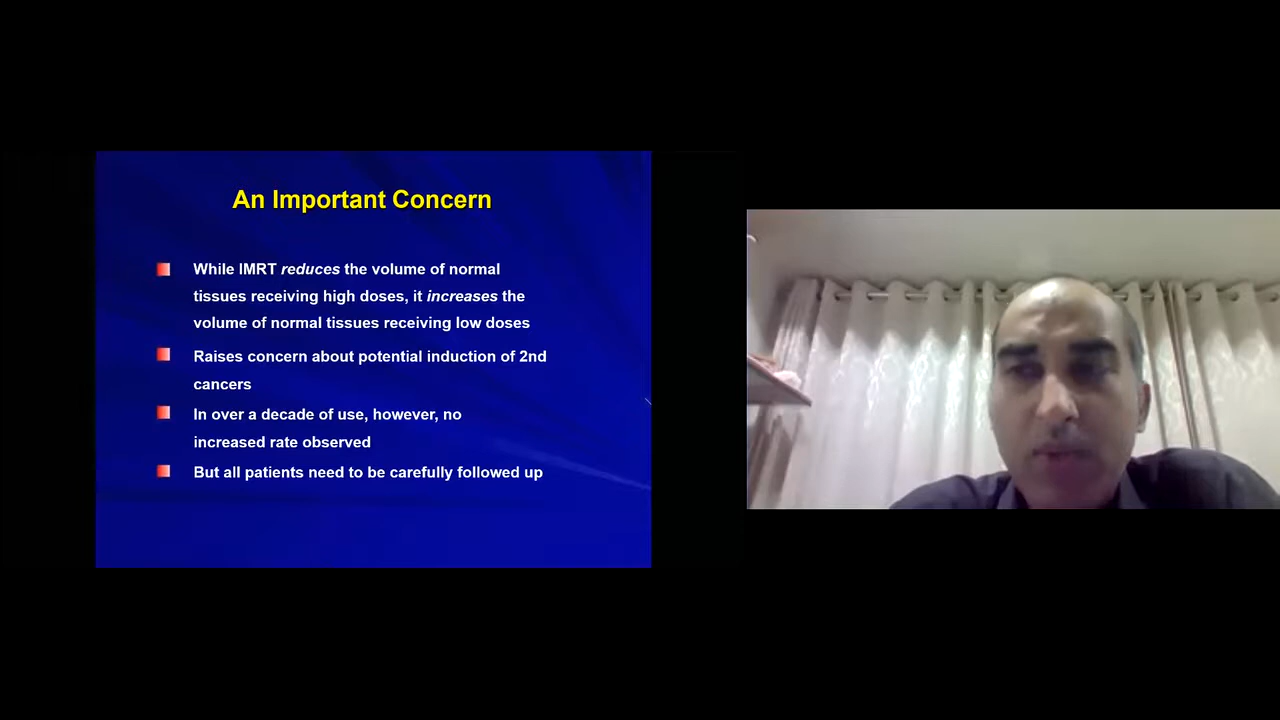 An Important Concern
While IMRT reduces the volume of normal
tissues receiving high doses, it increases the
volume of normal tissues receiving low doses
Raises concern about potential induction of 2nd
cancers
In over a decade of use, however, no
increased rate observed
But all patients need to be carefully followed up